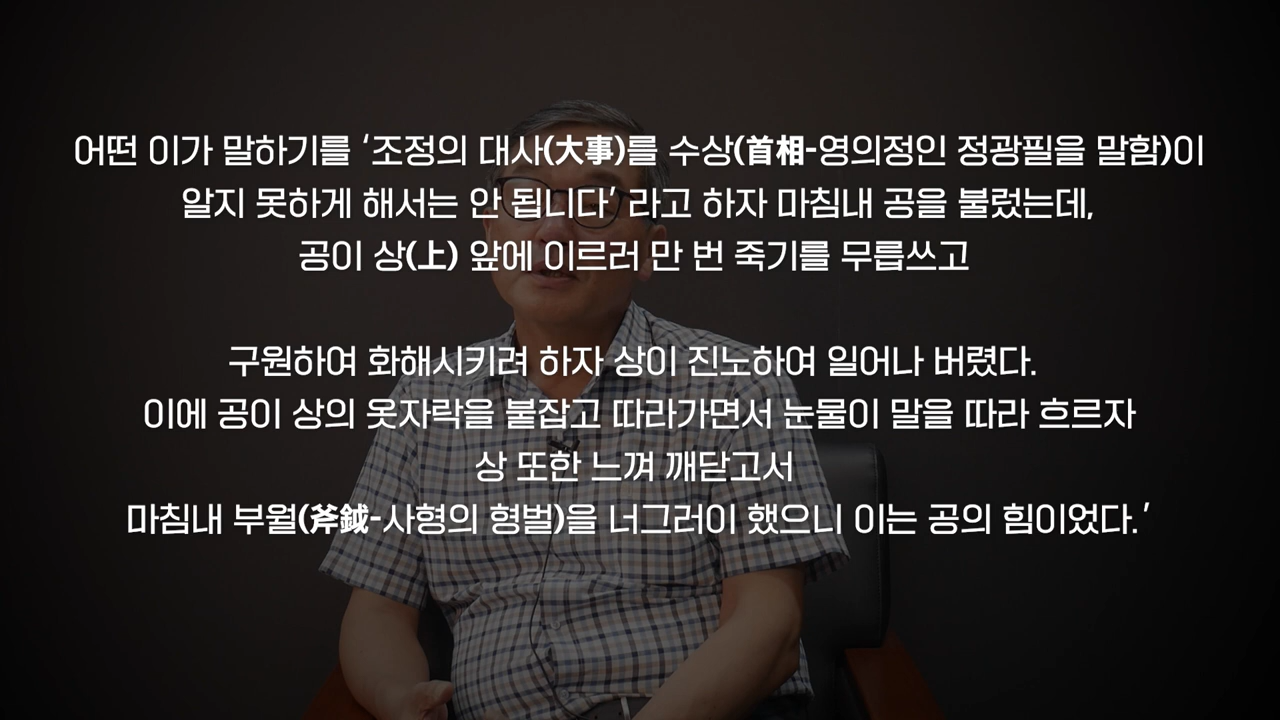 어떤 이가 말하기를 ‘조정의 대사(大事)를 수상(首相-영의정인 정광필을 말함)이
알지 못하게 해서는 안 됩니다’ 라고 하자 마침내 공을 불렀는데,
공이 상(上) 앞에 이르러 만 번 죽기를 무릅쓰고
구원하여 화해시키려 하자 상이 진노하여 일어나 버렸다.
이에 공이 상의 옷자락을 붙잡고 따라가면서 눈물이 말을 따라 흐르자
상 또한 느껴 깨닫고서
마침내 부월(斧鉞-사형의 형벌)을 너그러이 했으니 이는 공의 힘이었다.’